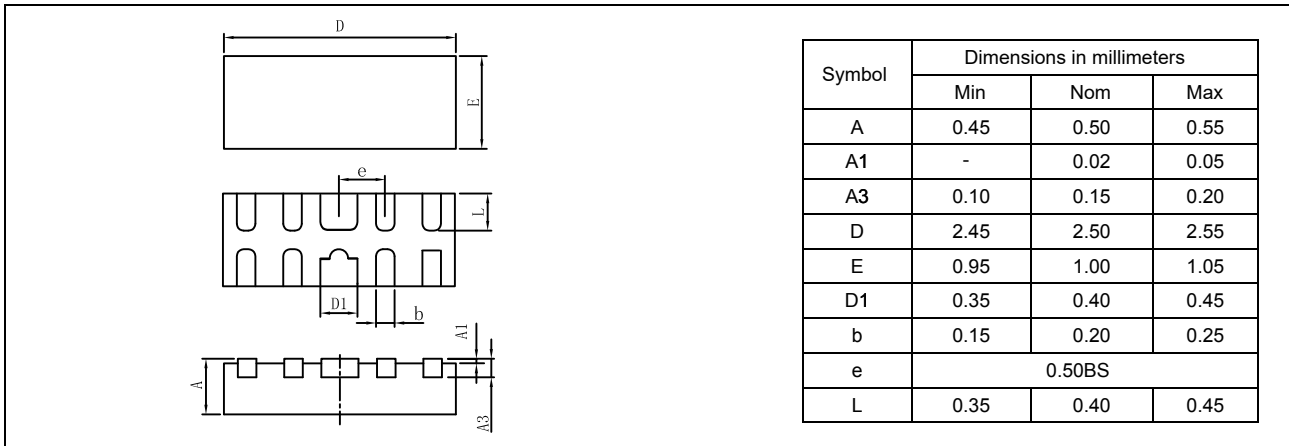 D
E
e
L
D1
b
A1
A
A3
Symbol Dimensions in millimeters
Min Nom Max
A 0.45 0.50 0.55
A1 - 0.02 0.05
A3 0.10 0.15 0.20
D 2.45 2.50 2.55
E 0.95 1.00 1.05
D1 0.35 0.40 0.45
b 0.15 0.20 0.25
e 0.50BS
L 0.35 0.40 0.45